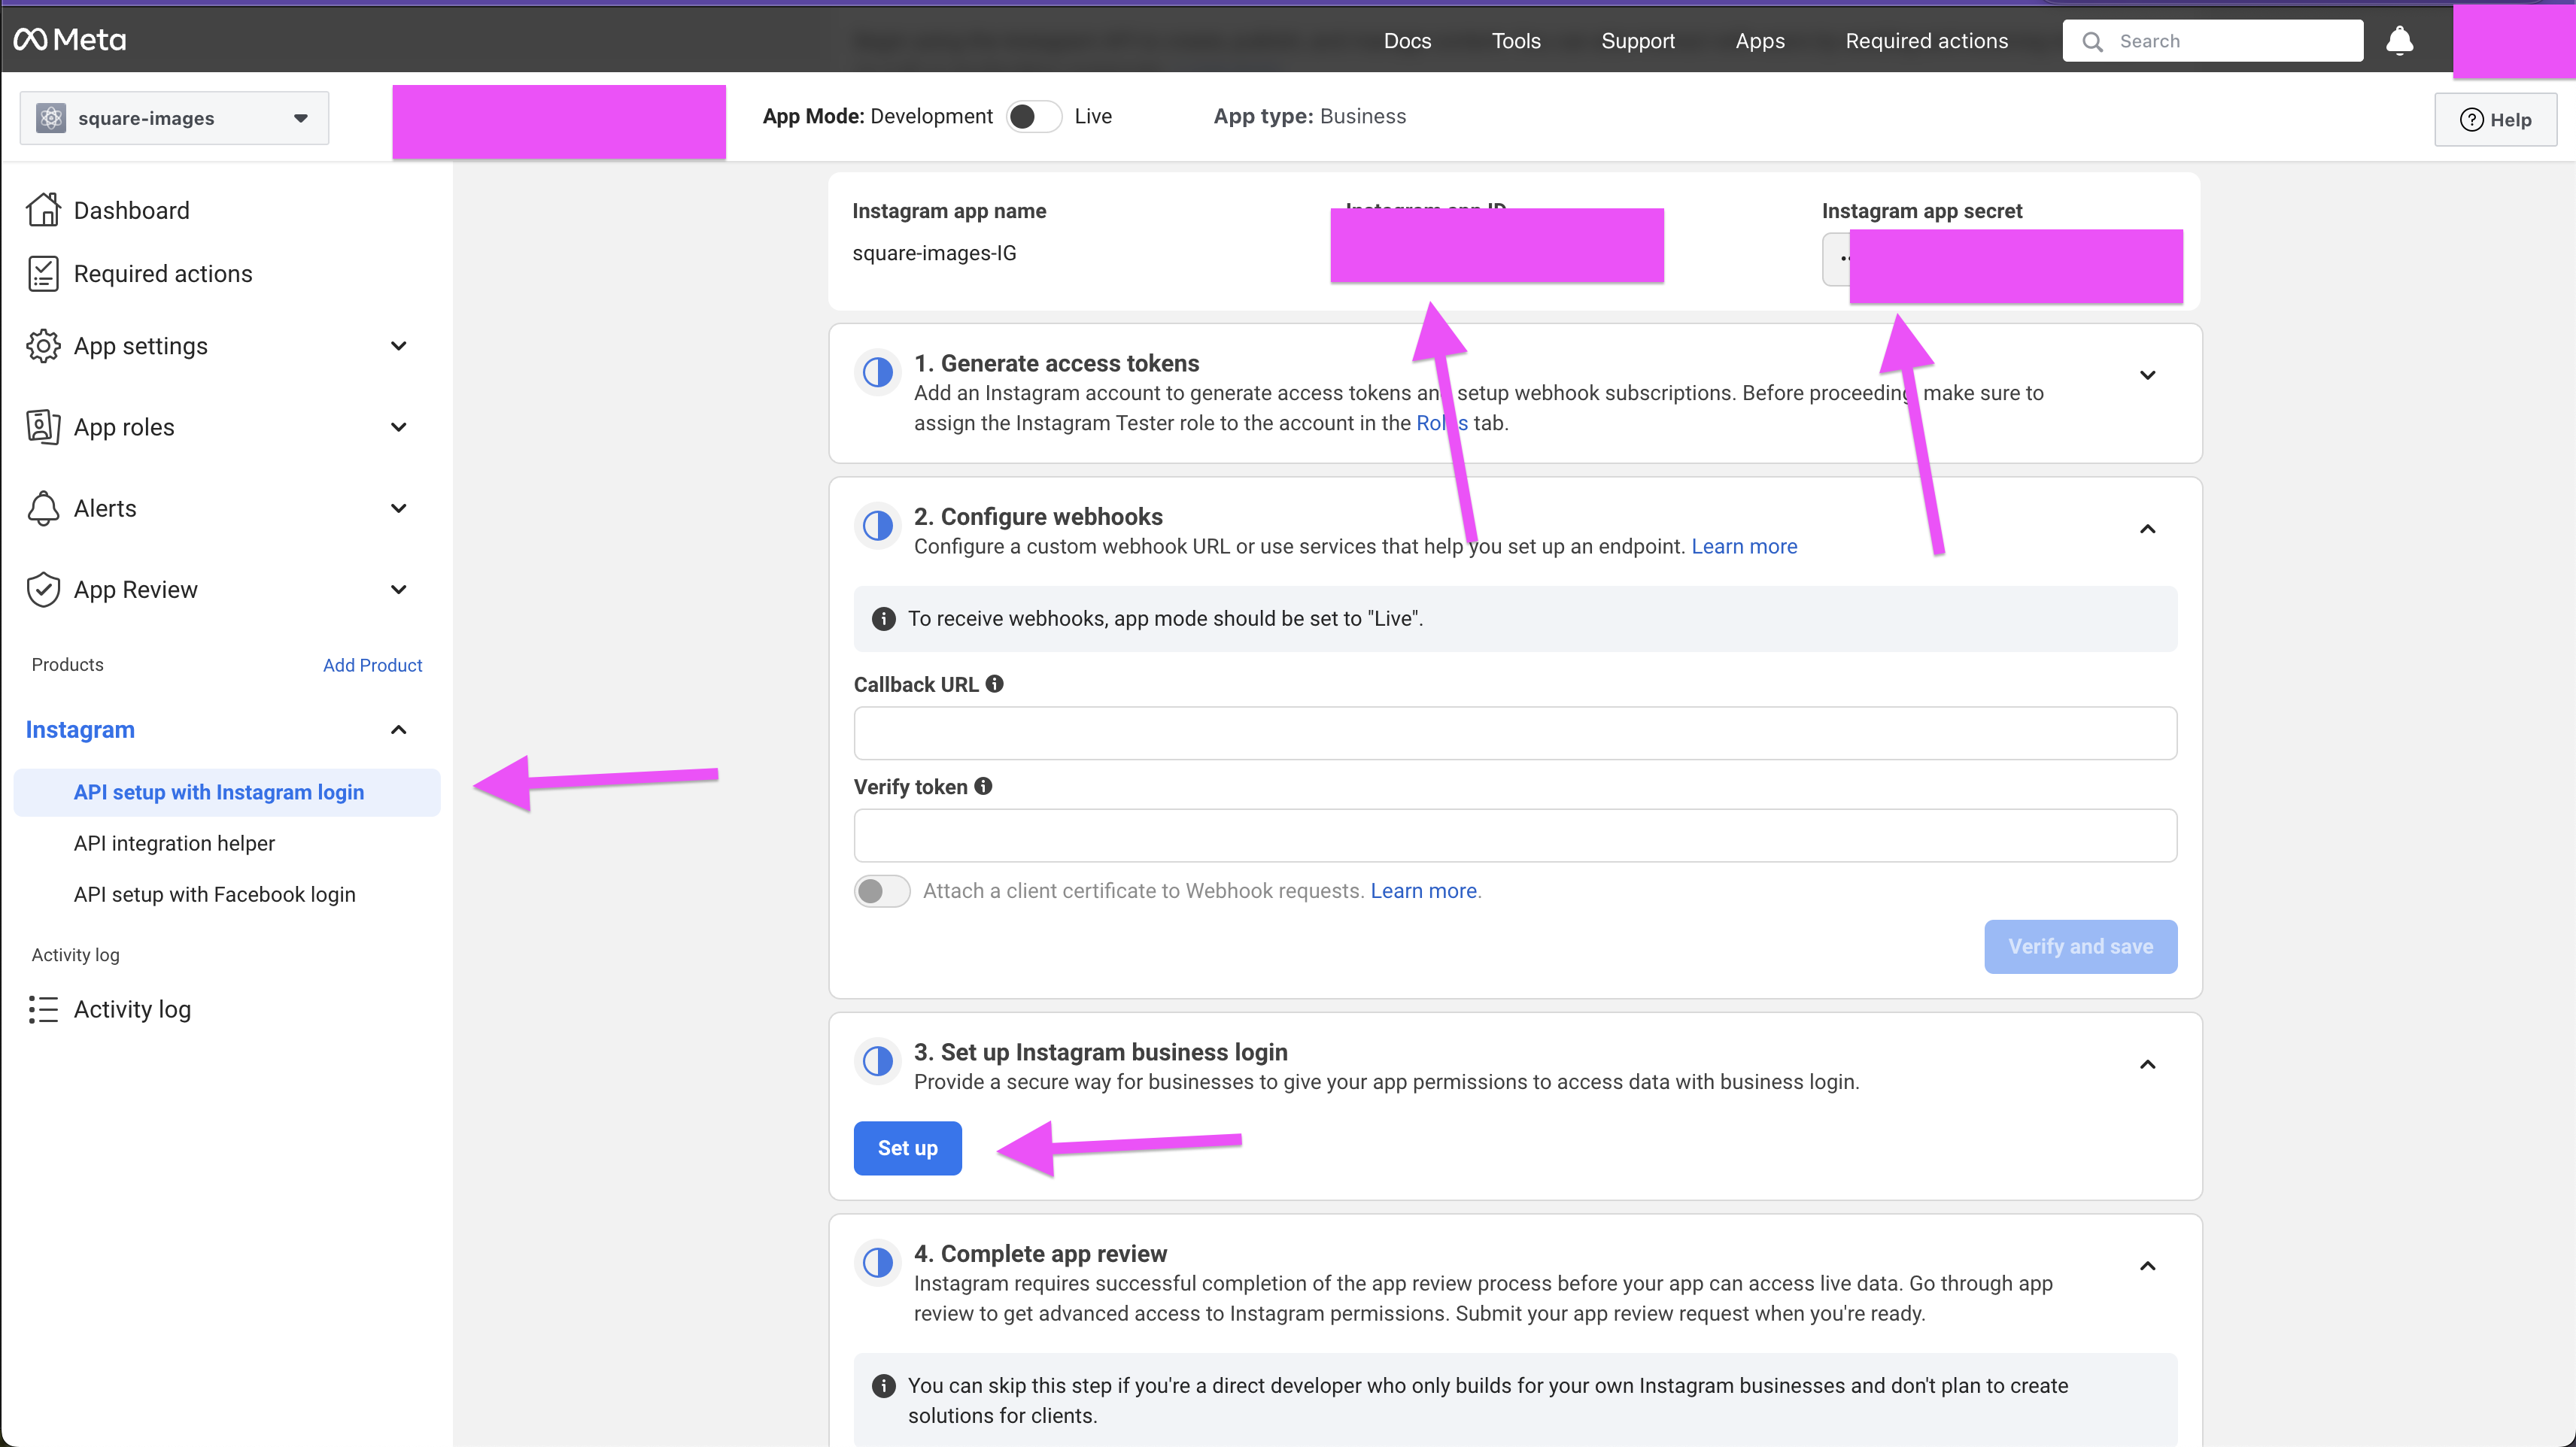 Meta
Docs
Tools
Support
Apps
Required actions
Search
square-images
App Mode: Development
Live
App type: Business
Help
Dashboard
Required actions
App settings
App roles
Alerts
App Review
Products
Add Product
Instagram
API setup with Instagram login
API integration helper
API setup with Facebook login
Activity log
Activity log
Instagram app name
square-images-IG
Instagram app ID
Instagram app secret
1. Generate access tokens
Add an Instagram account to generate access tokens and setup webhook subscriptions. Before proceeding, make sure to
assign the Instagram Tester role to the account in the Roles tab.
2. Configure webhooks
Configure a custom webhook URL or use services that help you set up an endpoint. Learn more
To receive webhooks, app mode should be set to "Live".
Callback URL
Verify token
Attach a client certificate to Webhook requests. Learn more.
Verify and save
3. Set up Instagram business login
Provide a secure way for businesses to give your app permissions to access data with business login.
Set up
4. Complete app review
Instagram requires successful completion of the app review process before your app can access live data. Go through app
review to get advanced access to Instagram permissions. Submit your app review request when you're ready.
You can skip this step if you're a direct developer who only builds for your own Instagram businesses and don't plan to create
solutions for clients.